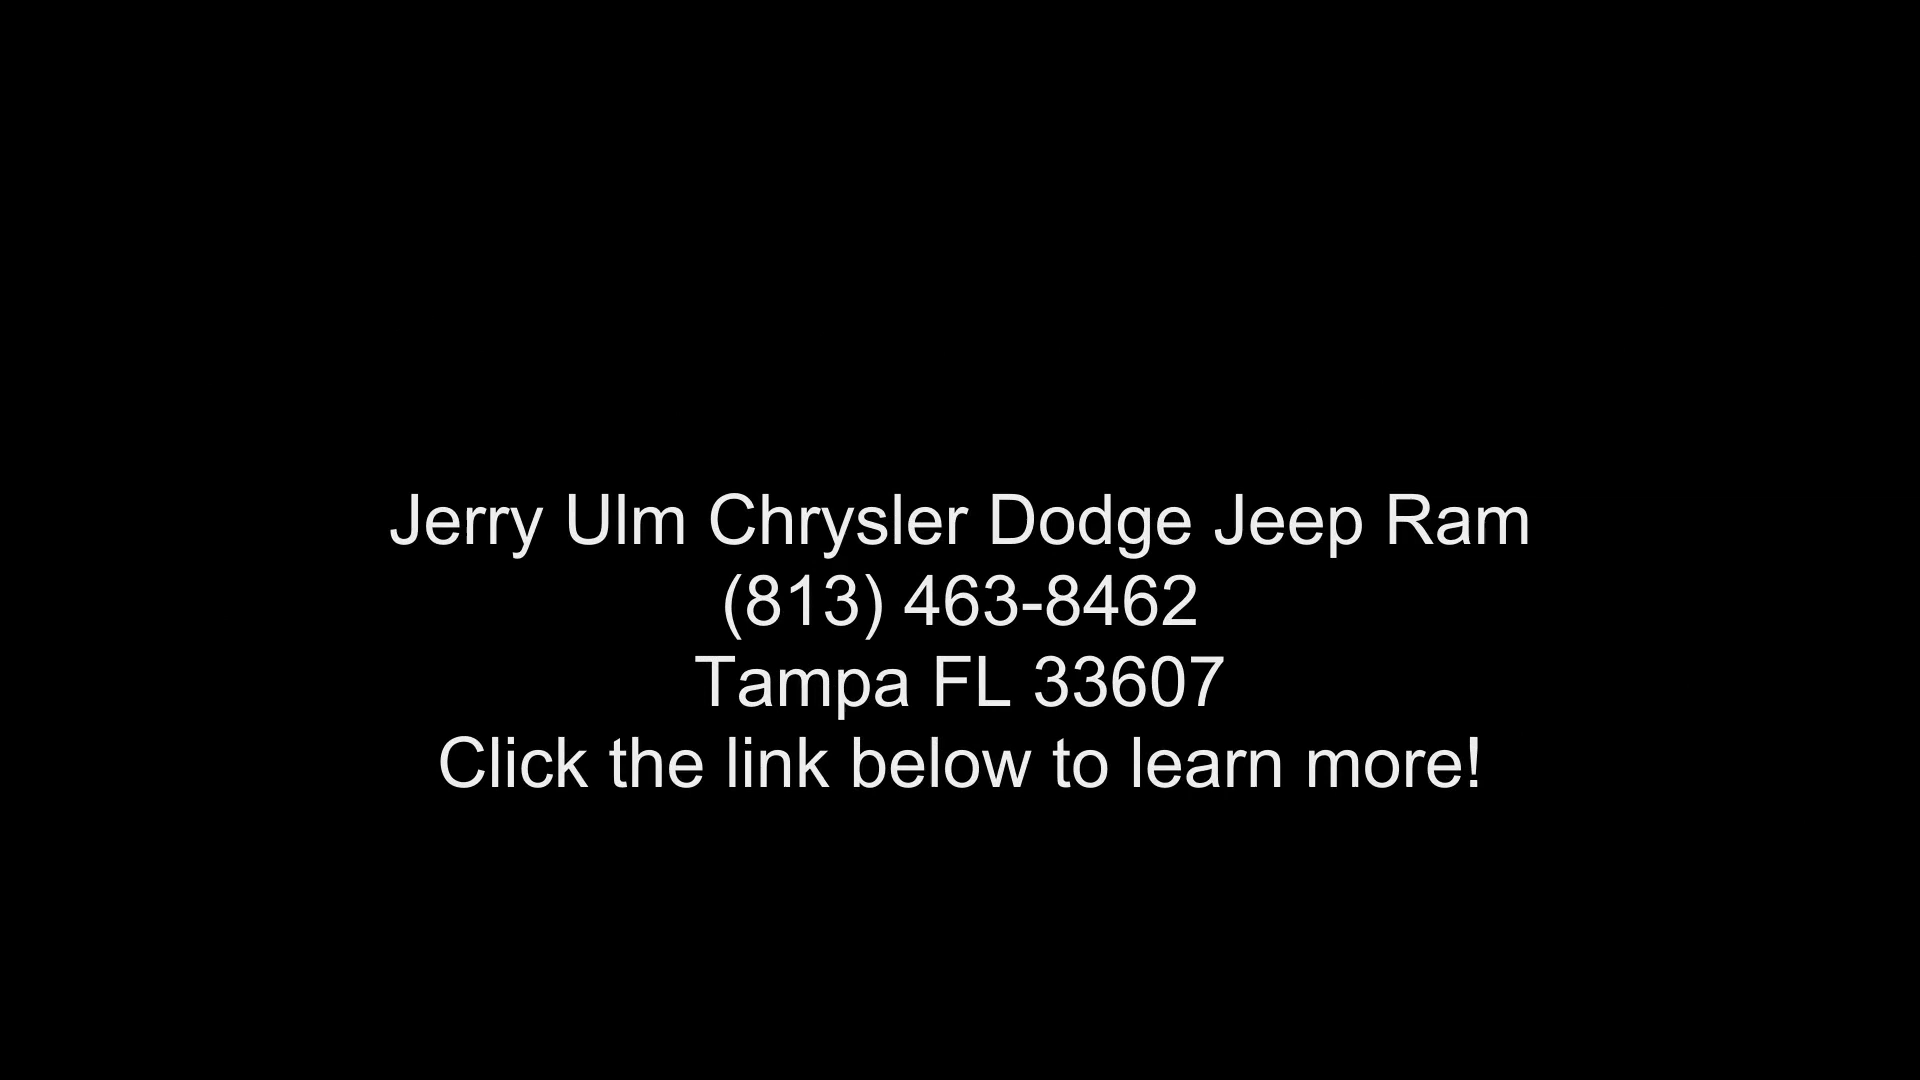 Jerry Ulm Chrysler Dodge Jeep Ram
(813) 463-8462
Tampa FL 33607
Click the link below to learn more!